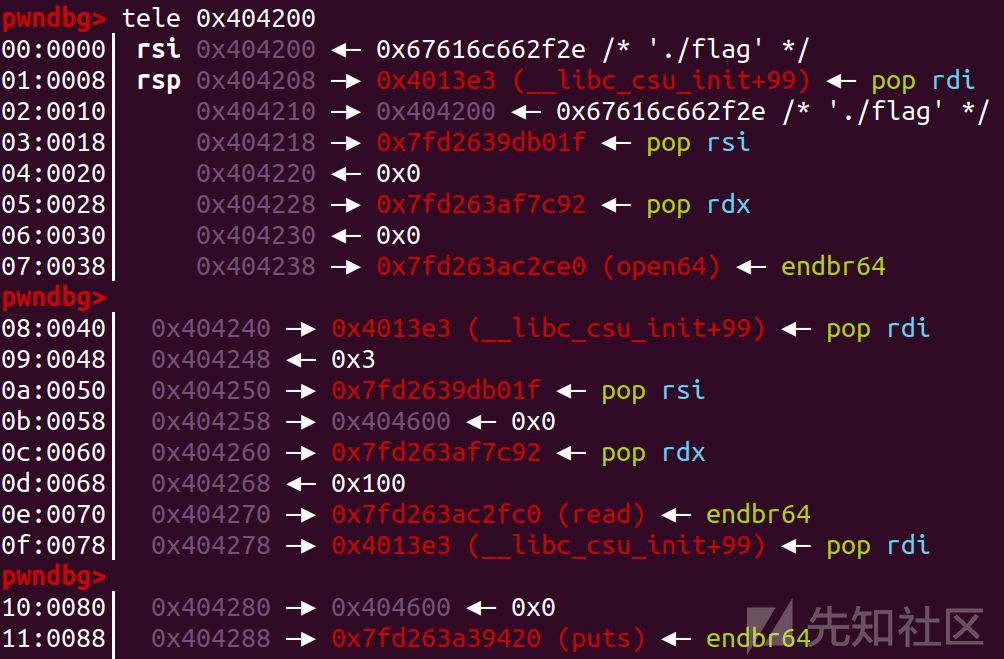 pwndbg> tele 0x404200
00:0000│ rsi 0x404200 ◂— 0x67616c662f2e /* './flag' */
01:0008│ rsp 0x404208 —▸ 0x4013e3 (__libc_csu_init+99) ◂— pop rdi
02:0010│ 0x404210 —▸ 0x404200 ◂— 0x67616c662f2e /* './flag' */
03:0018│ 0x404218 —▸ 0x7fd2639db01f ◂— pop rsi
04:0020│ 0x404220 ◂— 0x0
05:0028│ 0x404228 —▸ 0x7fd263af7c92 ◂— pop rdx
06:0030│ 0x404230 ◂— 0x0
07:0038│ 0x404238 —▸ 0x7fd263ac2ce0 (open64) ◂— endbr64
pwndbg>
08:0040│ 0x404240 —▸ 0x4013e3 (__libc_csu_init+99) ◂— pop rdi
09:0048│ 0x404248 ◂— 0x3
0a:0050│ 0x404250 —▸ 0x7fd2639db01f ◂— pop rsi
0b:0058│ 0x404258 —▸ 0x404600 ◂— 0x0
0c:0060│ 0x404260 —▸ 0x7fd263af7c92 ◂— pop rdx
0d:0068│ 0x404268 ◂— 0x100
0e:0070│ 0x404270 —▸ 0x7fd263ac2fc0 (read) ◂— endbr64
0f:0078│ 0x404278 —▸ 0x4013e3 (__libc_csu_init+99) ◂— pop rdi
pwndbg>
10:0080│ 0x404280 —▸ 0x404600 ◂— 0x0
11:0088│ 0x404288 —▸ 0x7fd263a39420 (puts) ◂— endbr64
先知社区